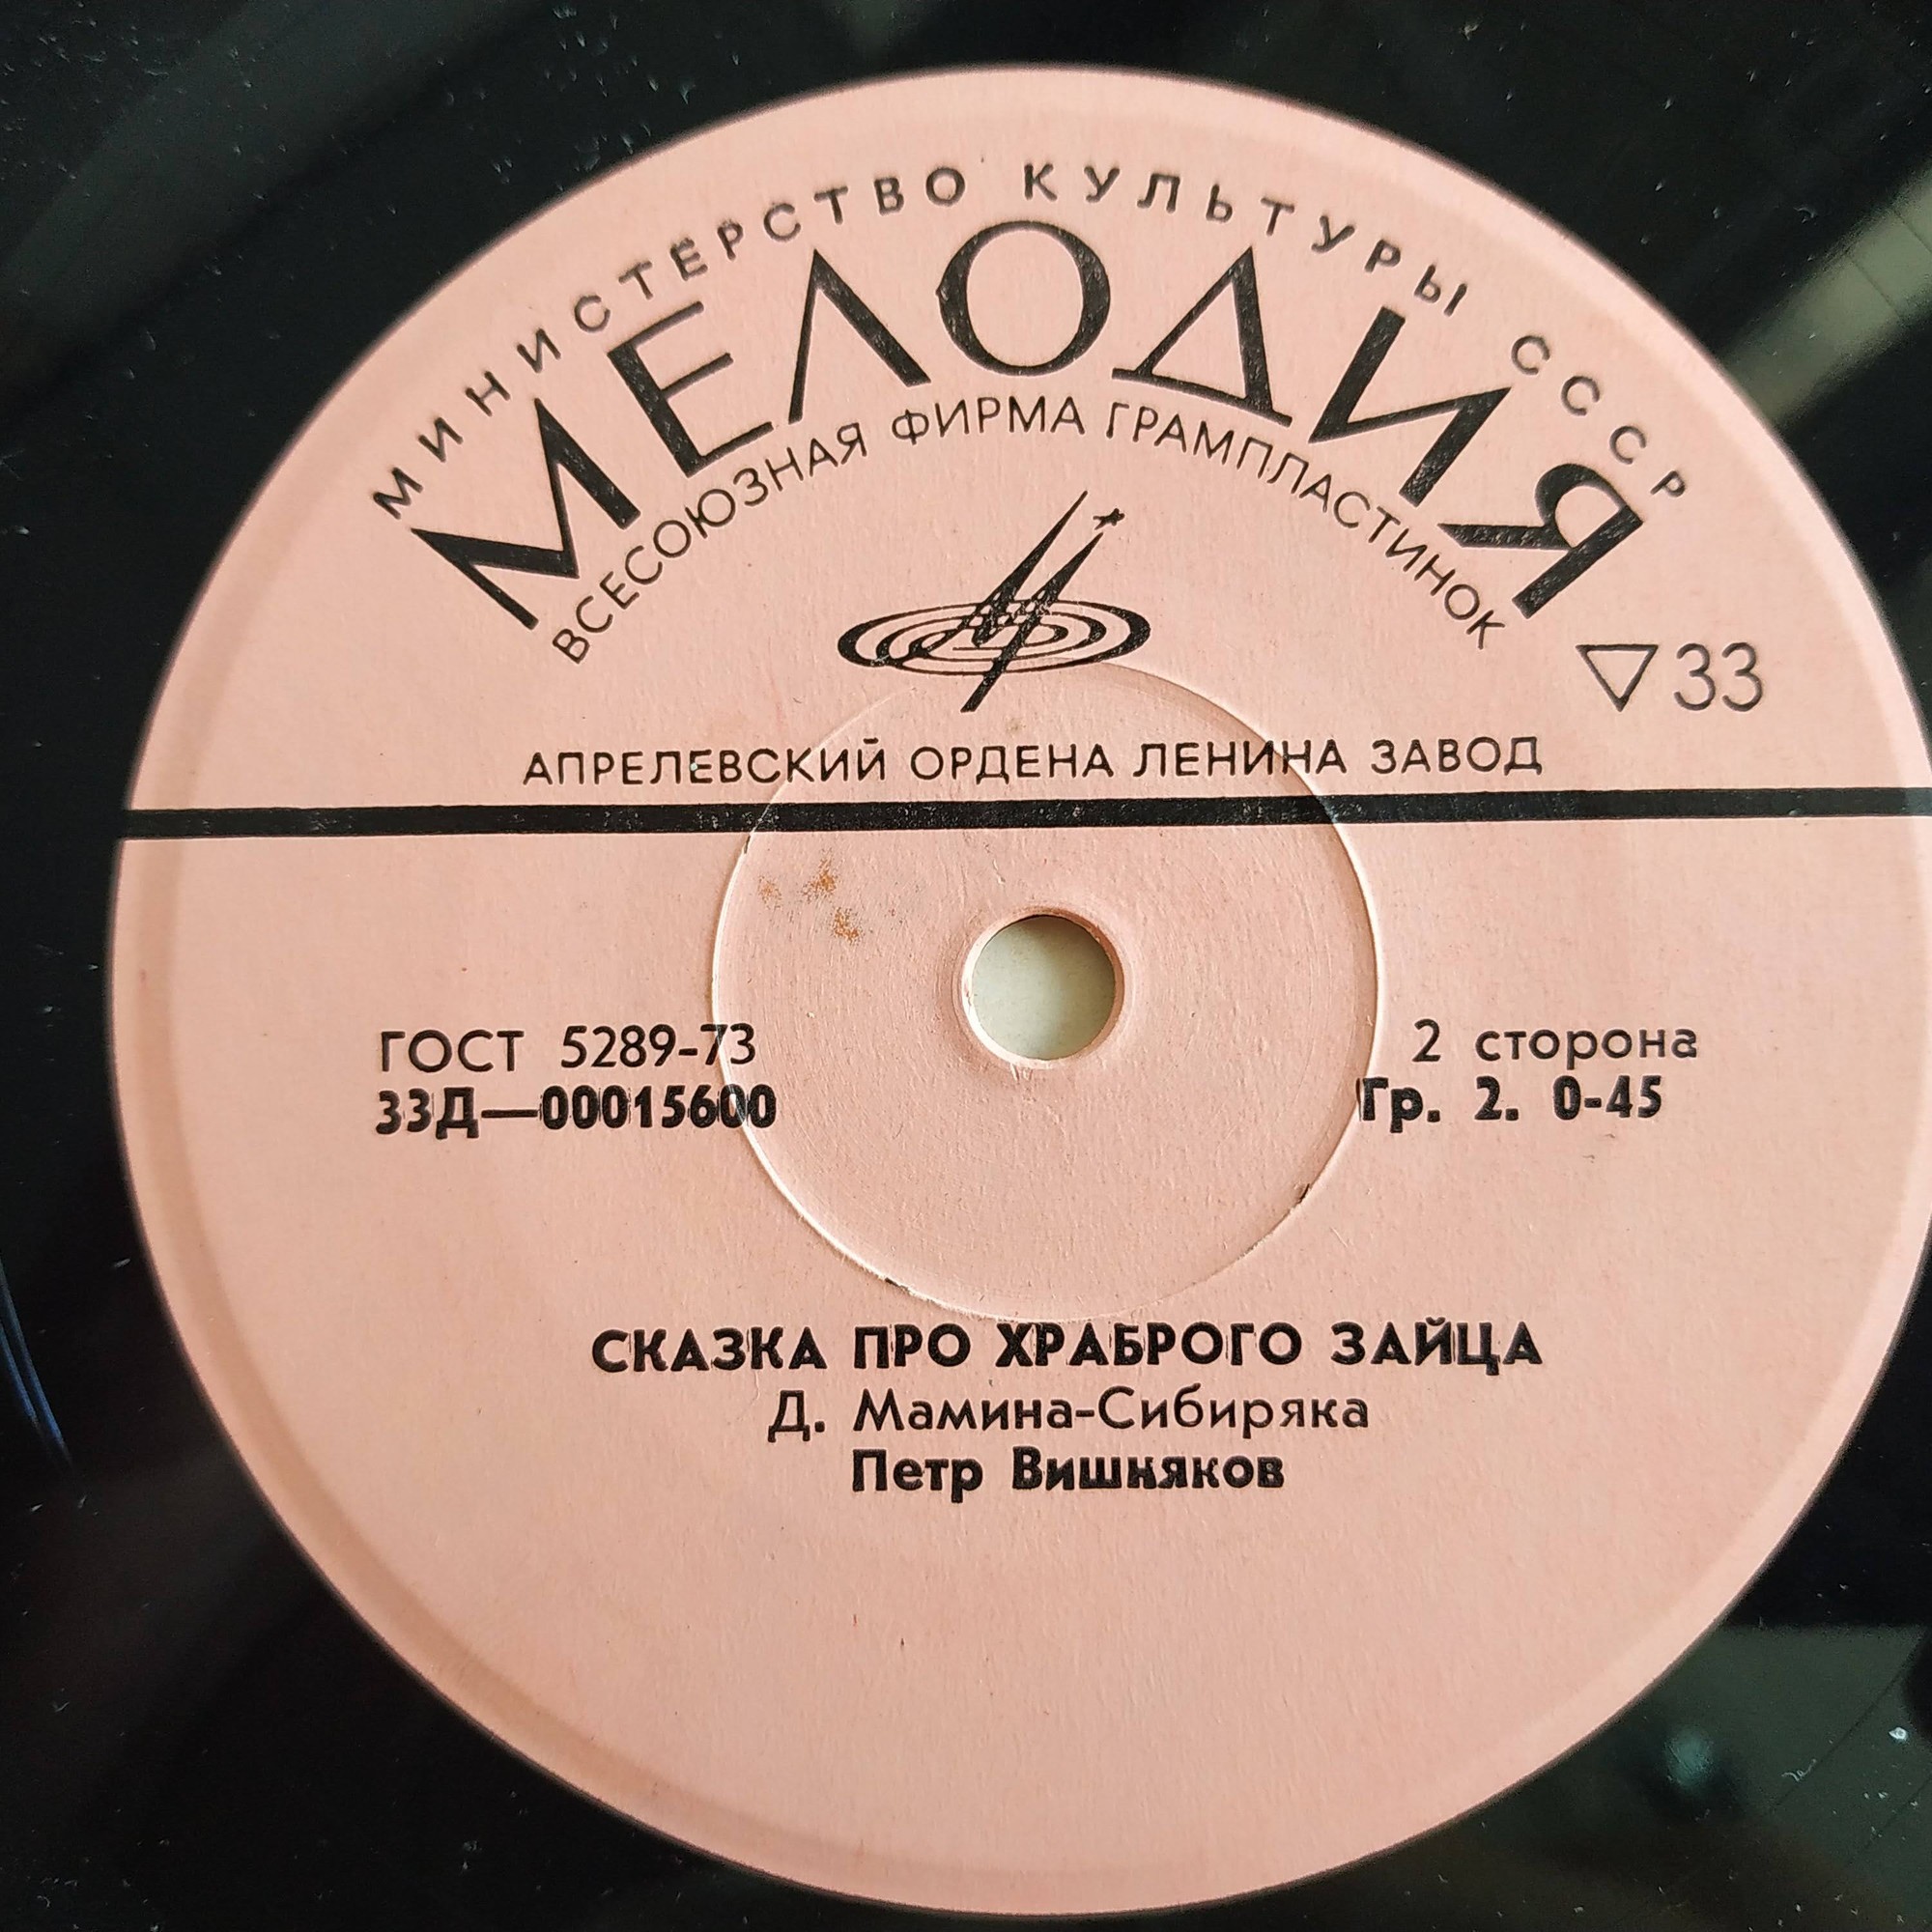 МИНИСТЕРСТВО КУЛЬТУРЫ СССР
МЕЛОДИЯ
ВСЕСОЮЗНАЯ ФИРМА ГРАМПЛАСТИНОК
▽33
АПРЕЛЕВСКИЙ ОРДЕНА ЛЕНИНА ЗАВОД
ГОСТ 5289-73
2 сторона
33Д—00015600
Гр. 2. 0-45
СКАЗКА ПРО ХРАБРОГО ЗАЙЦА
Д. Мамина-Сибиряка
Петр Вишняков